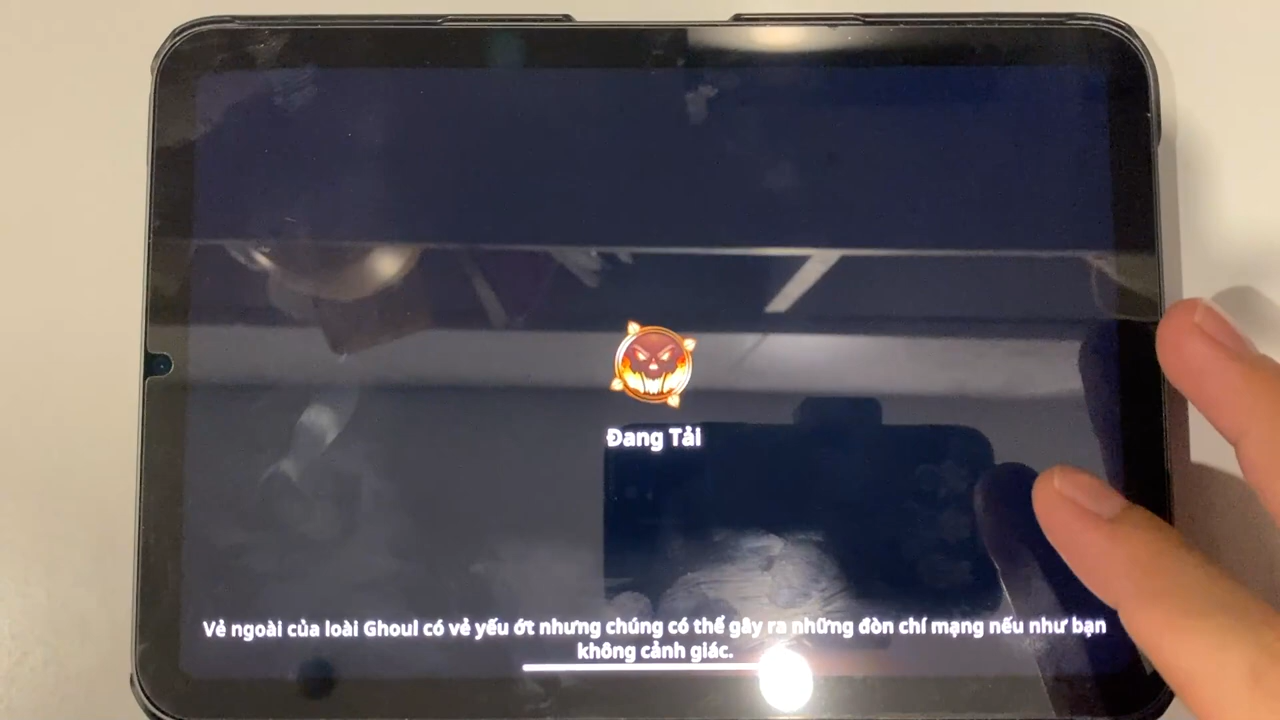 Đang Tải
Vẻ ngoài của loài Ghoul có vẻ yếu ớt nhưng chúng có thể gây ra những đòn chí mạng nếu như bạn
không cảnh giác.